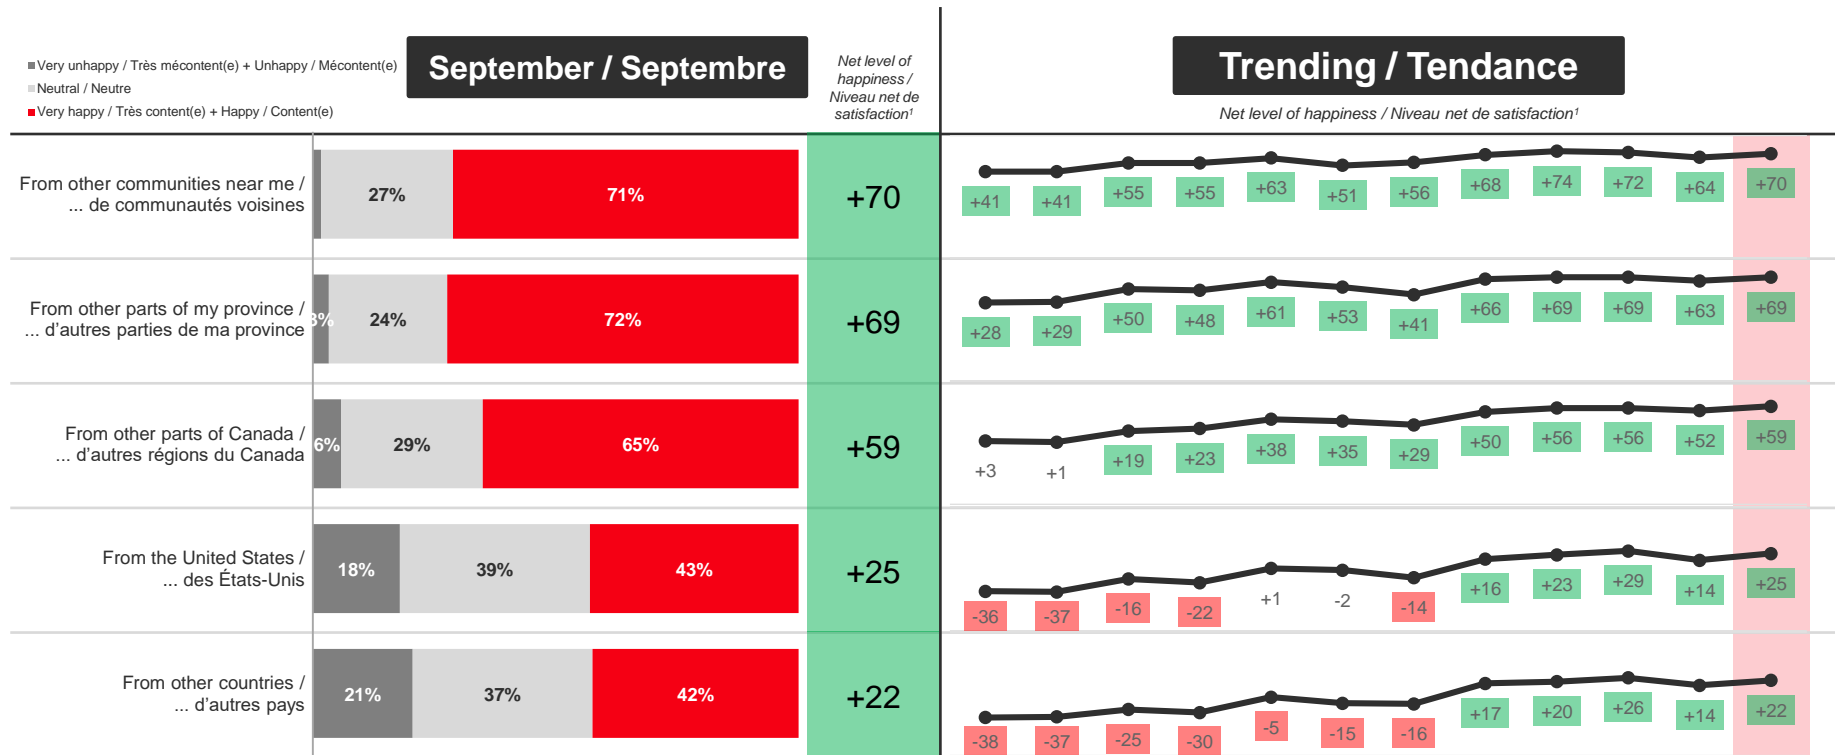 Very unhappy / Très mécontent(e) + Unhappy / Mécontent(e)
Neutral / Neutre
Very happy / Très content(e) + Happy / Content(e)
September / Septembre
Net level of
happiness /
Niveau net de
satisfaction¹
Trending / Tendance
Net level of happiness / Niveau net de satisfaction¹
From other communities near me /
... de communautés voisines
27% 71% +70
+41 +41 +55 +55 +63 +51 +56 +68 +74 +72 +64 +70
From other parts of my province /
... d'autres parties de ma province
3% 24% 72% +69
+28 +29 +50 +48 +61 +53 +41 +66 +69 +69 +63 +69
From other parts of Canada /
... d'autres régions du Canada
6% 29% 65% +59
+3 +1 +19 +23 +38 +35 +29 +50 +56 +56 +52 +59
From the United States /
... des États-Unis
18% 39% 43% +25
-36 -37 -16 -22 +1 -2 -14 +16 +23 +29 +14 +25
From other countries /
... d'autres pays
21% 37% 42% +22
-38 -37 -25 -30 -5 -15 -16 +17 +20 +26 +14 +22